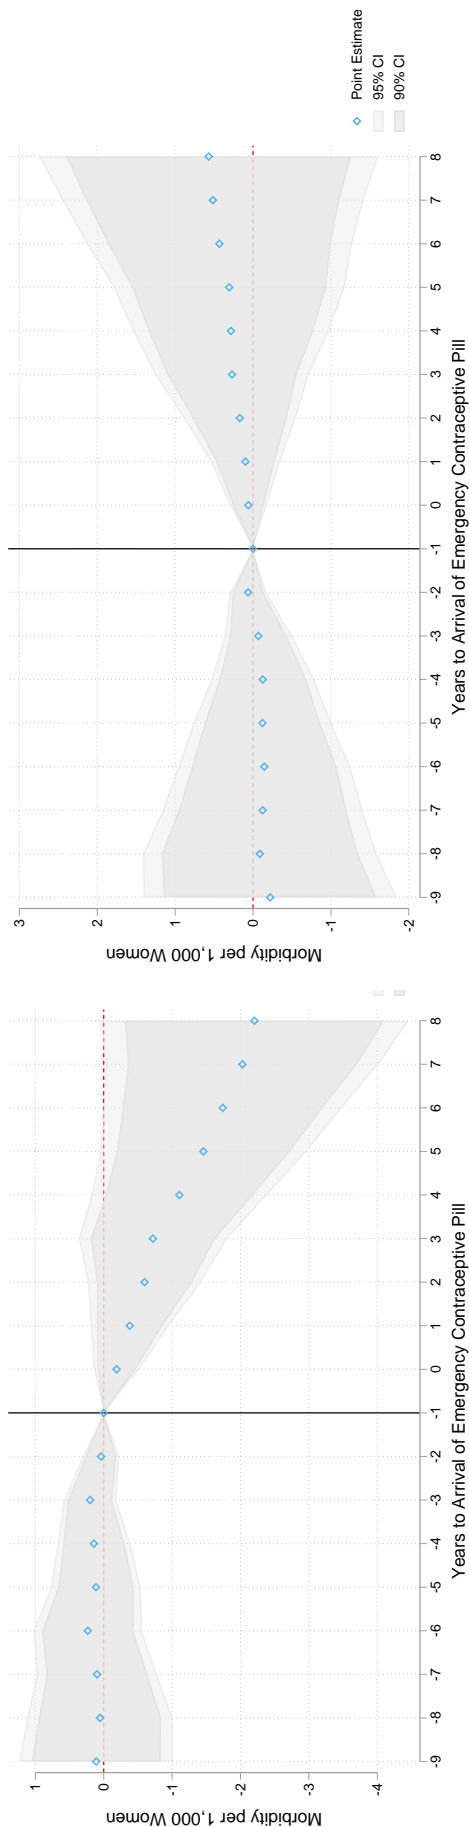 Morbidity per 1,000 Women
1
0
-1
-2
-3
-4
-9 -8 -7 -6 -5 -4 -3 -2 -1 0 1 2 3 4 5 6 7 8
Years to Arrival of Emergency Contraceptive Pill
Morbidity per 1,000 Women
3
2
1
0
-1
-2
-9 -8 -7 -6 -5 -4 -3 -2 -1 0 1 2 3 4 5 6 7 8
Years to Arrival of Emergency Contraceptive Pill
Point Estimate
95% CI
90% CI